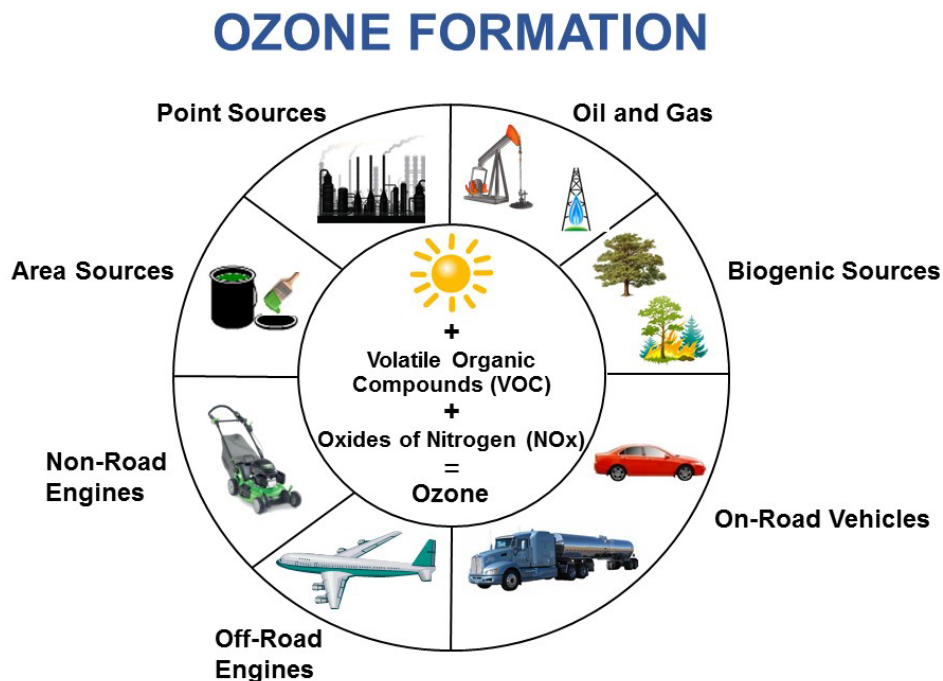 OZONE FORMATION
Point Sources
Oil and Gas
Area Sources
Biogenic Sources
+
Volatile Organic
Compounds (VOC)
+
Oxides of Nitrogen (NOx)
=
Ozone
Non-Road
Engines
On-Road Vehicles
Off-Road
Engines